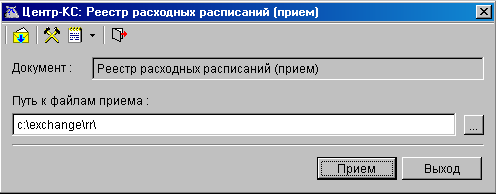 Центр-КС: Реестр расходных расписаний (прием)
Документ : Реестр расходных расписаний (прием)
Путь к файлам приема :
c:\exchange\rr\ ...
Прием Выход